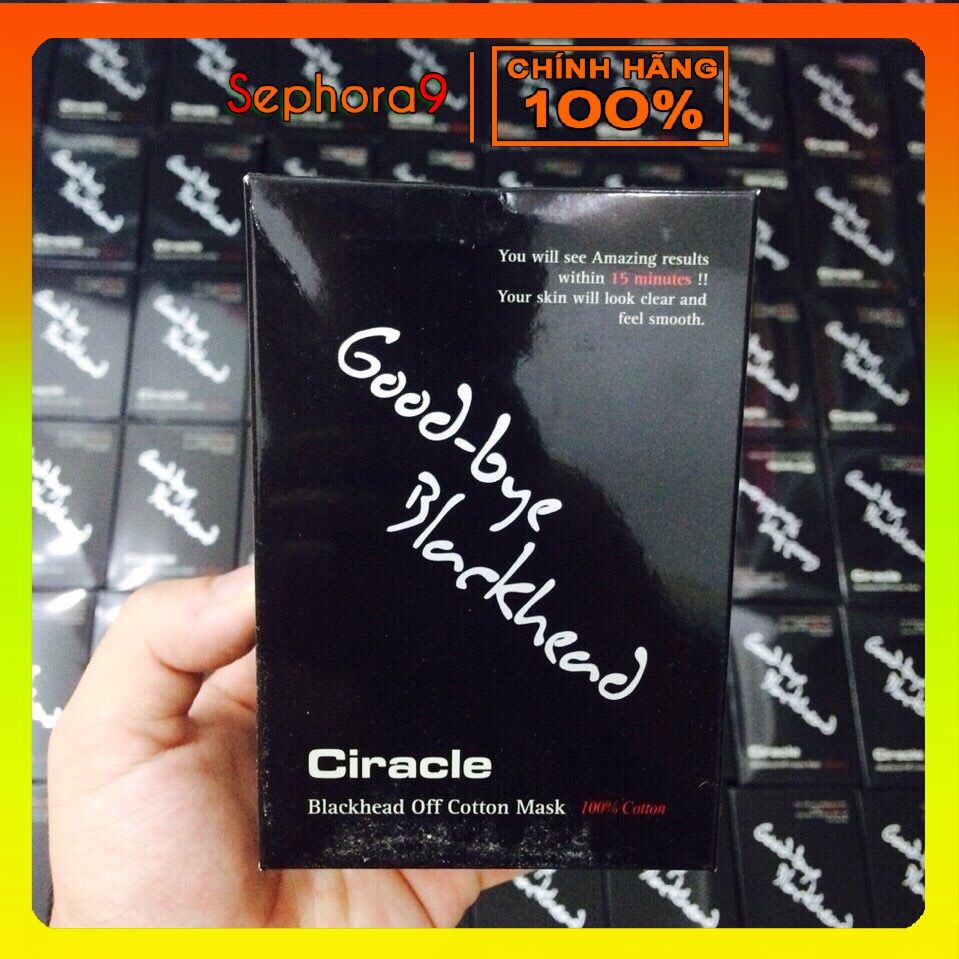 Sephora9
CHÍNH HÃNG
100%
You will see Amazing results
within 15 minutes !!
Your skin will look clear and
feel smooth.
Good-bye
Blackhead
Ciracle
Blackhead Off Cotton Mask 100% Cotton